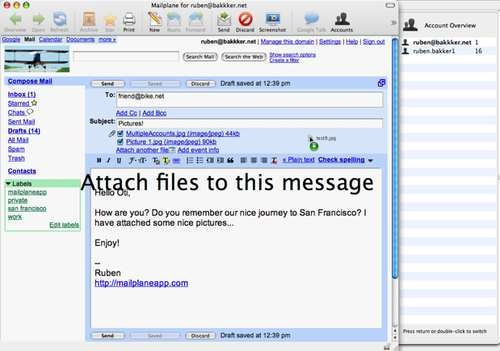 Mailplane for ruben@bakkker.net
Back Overview Open Mark Delete Spam Archive New Reply Forward Send Discard Screenshot Google Talk Accounts
Google Mail Calendar Documents more »
ruben@bakkker.net | Manage this domain | Settings | Help | Sign out
Search Mail Search the Web
Show search options
Create a filter
Compose Mail
Inbox (1)
Starred
Chats
Sent Mail
Drafts (14)
All Mail
Spam
Trash
Contacts
Labels
mailplaneapp
private
san francisco
work
Edit labels
Send Saved Discard Draft saved at 12:39 pm
To: friend@bike.net
Add Cc | Add Bcc
Subject: Pictures!
MultipleAccounts.jpg (image/jpeg) 44kb
Picture 1.jpg (image/jpeg) 90kb
test9.jpg
Attach another file Add event info
« Plain text Check spelling
Attach files to this message
Hello Oti,
How are you? Do you remember our nice journey to San Francisco? I
have attached some nice pictures...
Enjoy!
--
Ruben
http://mailplaneapp.com
Send Saved Discard Draft saved at 12:39 pm
Account Overview
ruben@bakkker.net 1
ruben.bakker1 16
Press return or double-click to switch